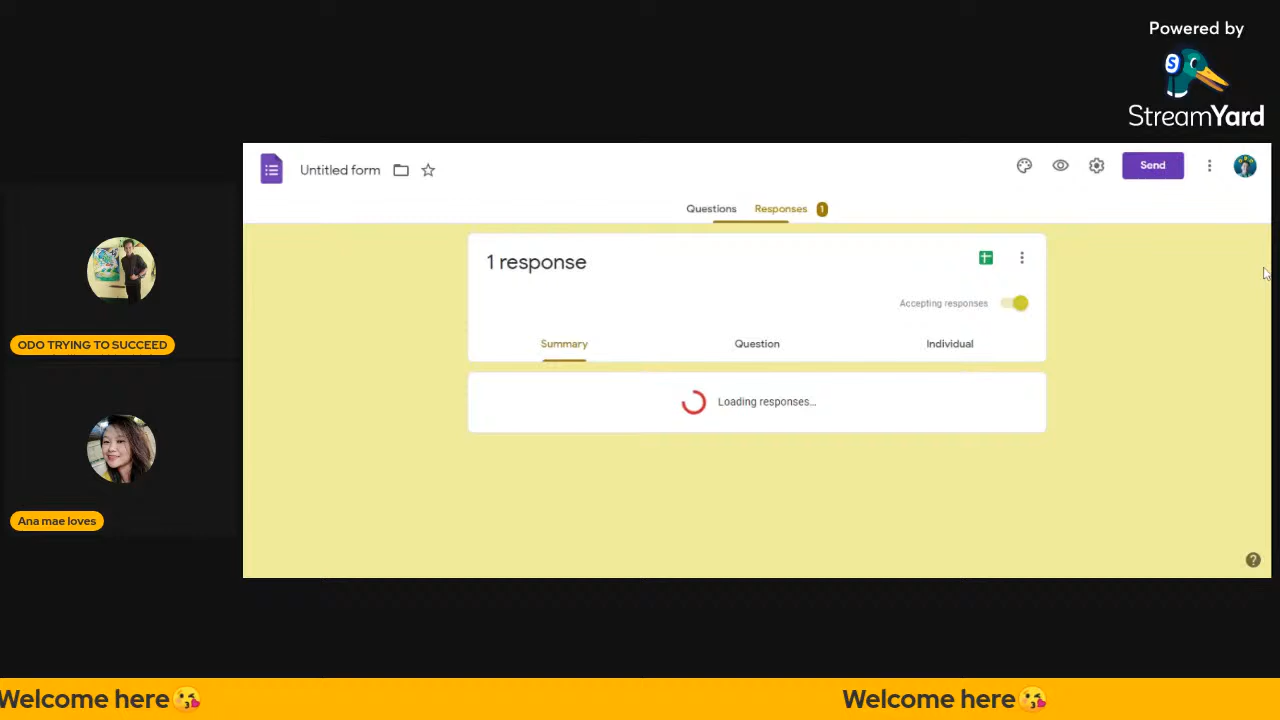 Powered by
StreamYard
Untitled form
Send
Questions
Responses
1
1 response
Accepting responses
Summary
Question
Individual
Loading responses...
ODO TRYING TO SUCCEED
Ana mae loves
Welcome here😘
Welcome here😘